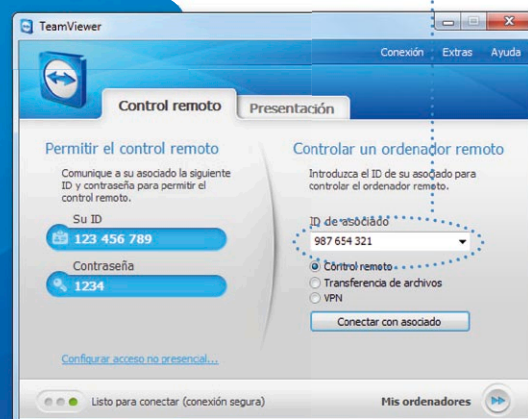 TeamViewer
Conexión Extras Ayuda
Control remoto Presentación
Permitir el control remoto
Comunique a su asociado la siguiente
ID y contraseña para permitir el
control remoto.
Su ID
123 456 789
Contraseña
1234
Configurar acceso no presencial...
Controlar un ordenador remoto
Introduzca el ID de su asociado para
controlar el ordenador remoto.
ID de asociado
987 654 321
Control remoto
Transferencia de archivos
VPN
Conectar con asociado
Listo para conectar (conexión segura)
Mis ordenadores